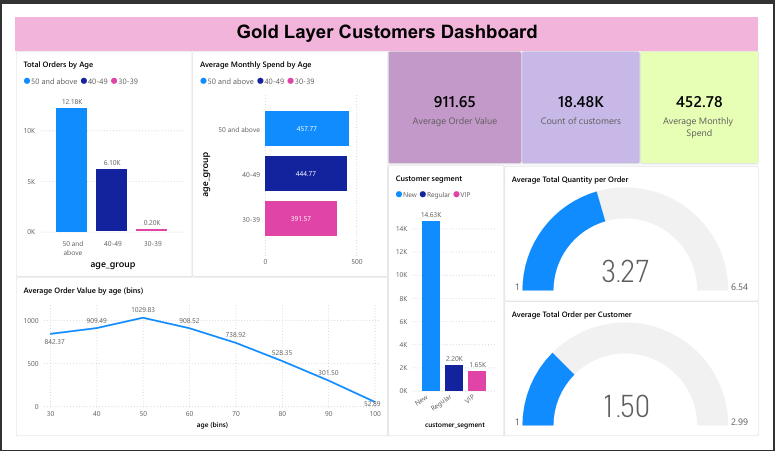 Gold Layer Customers Dashboard
Total Orders by Age
50 and above 40-49 30-39
12.18K
10K
6.10K
5K
0.20K
0K
50 and above 40-49 30-39
age_group
Average Monthly Spend by Age
50 and above 40-49 30-39
age_group
50 and above 457.77
40-49 444.77
30-39 391.57
0 500
911.65
Average Order Value
18.48K
Count of customers
452.78
Average Monthly
Spend
Customer segment
New Regular VIP
14.63K
14K
12K
10K
8K
6K
4K
2.20K
2K
1.65K
0K
New Regular VIP
customer_segment
Average Total Quantity per Order
3.27
1 6.54
Average Total Order per Customer
1.50
1 2.99
Average Order Value by age (bins)
1000
500
0
842.37 909.49 1029.83 908.52 738.92 528.35 301.50 52.89
30 40 50 60 70 80 90 100
age (bins)